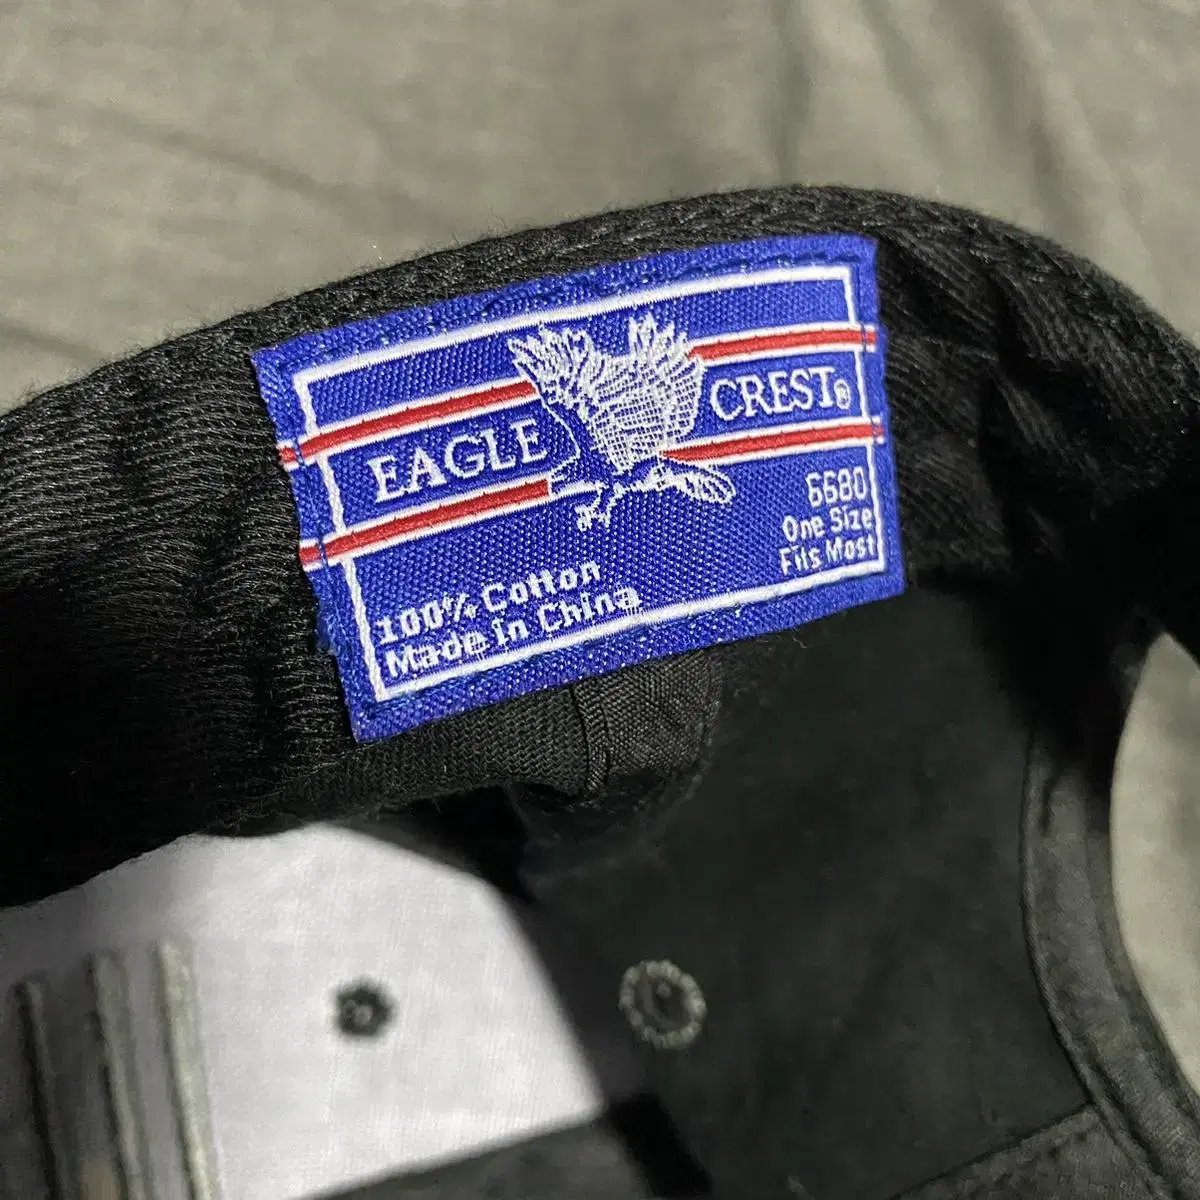 EAGLE CREST®
6680
One Size
Fits Most
100% Cotton
Made in China